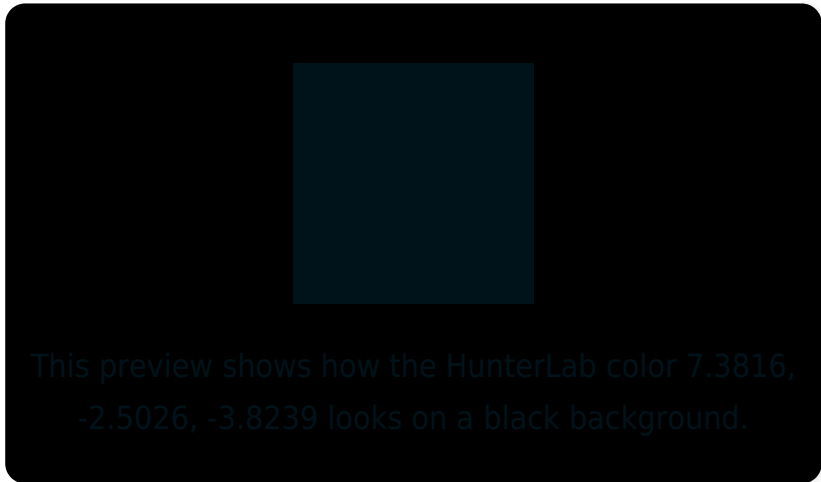 This preview shows how the HunterLab color 7.3816,
-2.5026, -3.8239 looks on a black background.